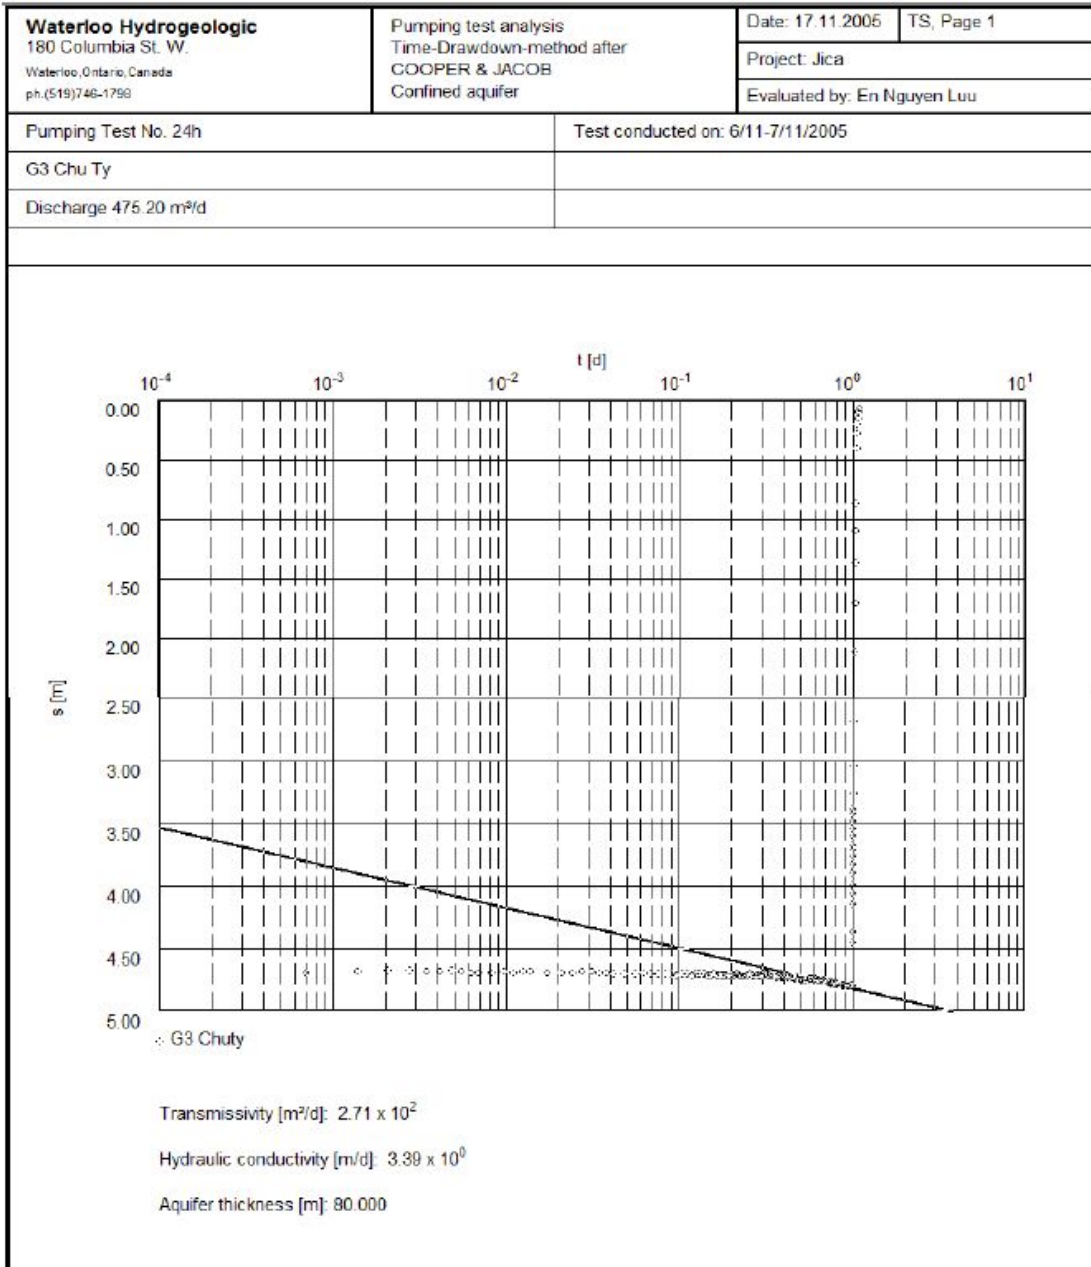 Waterloo Hydrogeologic
180 Columbia St. W.
Waterloo,Ontario,Canada
ph.(519)746-1798
Pumping test analysis
Time-Drawdown-method after
COOPER & JACOB
Confined aquifer
Date: 17.11.2005
TS, Page 1
Project: Jica
Evaluated by: En Nguyen Luu
Pumping Test No. 24h
Test conducted on: 6/11-7/11/2005
G3 Chu Ty
Discharge 475.20 m³/d
t [d]
10⁻⁴ 10⁻³ 10⁻² 10⁻¹ 10⁰ 10¹
0.00
0.50
1.00
1.50
2.00
s [m]
2.50
3.00
3.50
4.00
4.50
5.00
G3 Chuty
Transmissivity [m²/d]: 2.71 x 10²
Hydraulic conductivity [m/d]: 3.39 x 10⁰
Aquifer thickness [m]: 80.000